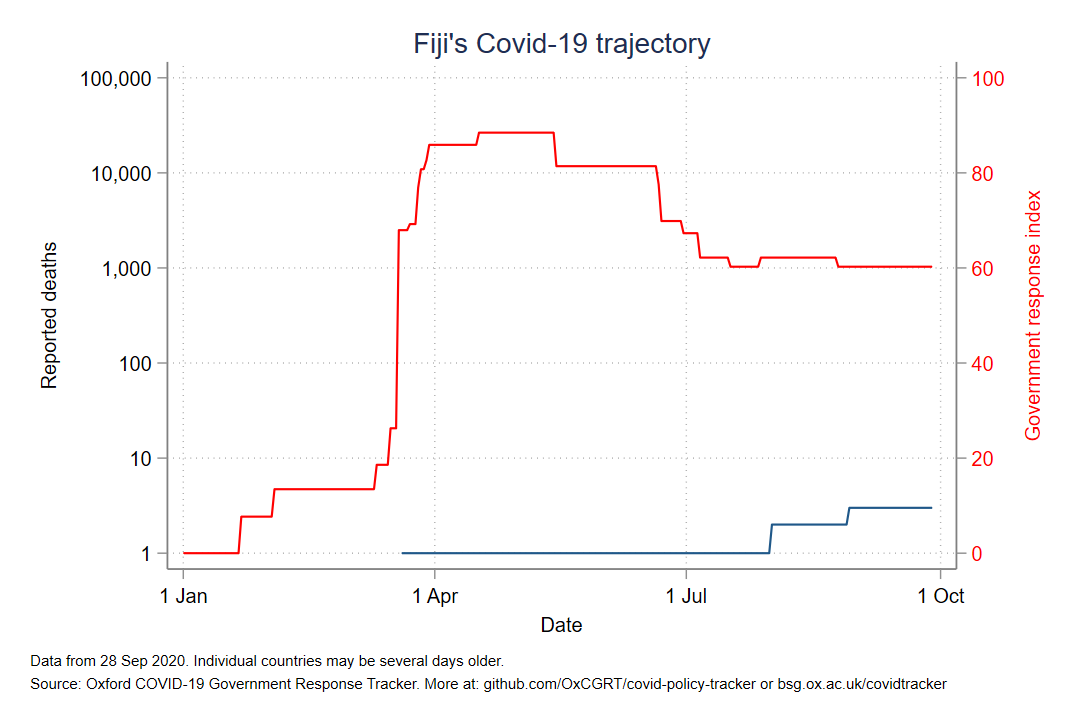 Fiji's Covid-19 trajectory
100,000
10,000
1,000
100
10
1
Reported deaths
100
80
60
40
20
0
Government response index
1 Jan
1 Apr
1 Jul
1 Oct
Date
Data from 28 Sep 2020. Individual countries may be several days older.
Source: Oxford COVID-19 Government Response Tracker. More at: github.com/OxCGRT/covid-policy-tracker or bsg.ox.ac.uk/covidtracker